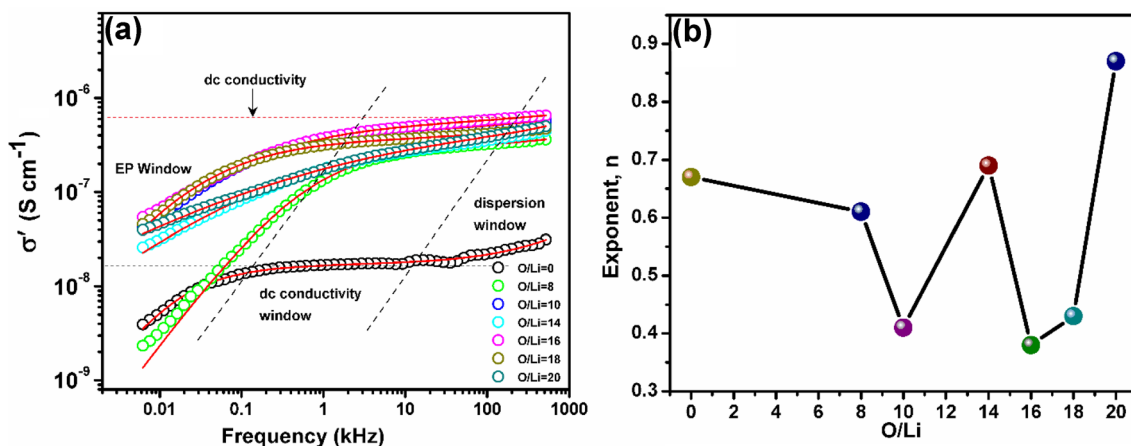 (a)
dc conductivity
EP Window
dispersion
window
dc conductivity
window
O/Li=0
O/Li=8
O/Li=10
O/Li=14
O/Li=16
O/Li=18
O/Li=20
10⁻⁶
10⁻⁷
10⁻⁸
10⁻⁹
σ′ (S cm⁻¹)
0.01 0.1 1 10 100 1000
Frequency (kHz)
(b)
0.9
0.8
0.7
0.6
0.5
0.4
0.3
Exponent, n
0 2 4 6 8 10 12 14 16 18 20
O/Li